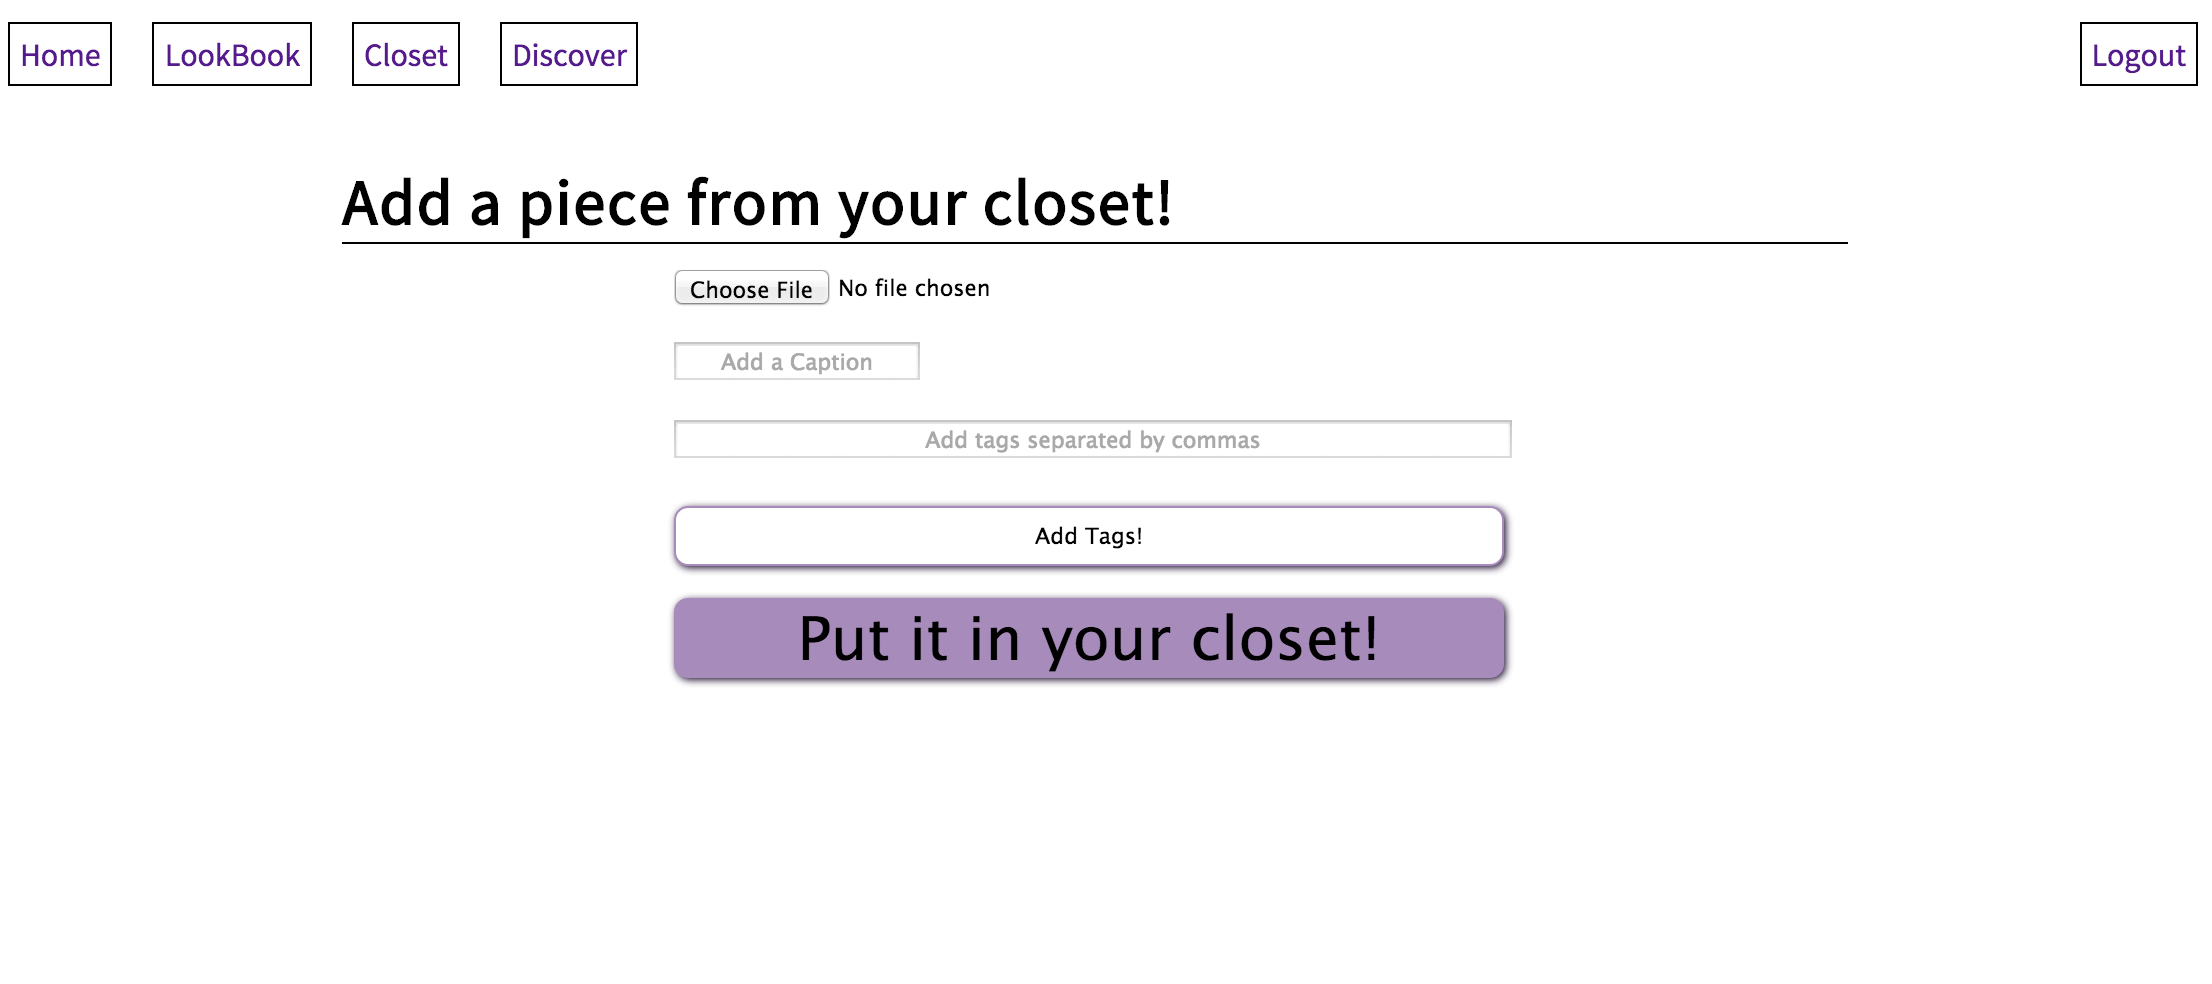 Home LookBook Closet Discover Logout
Add a piece from your closet!
Choose File No file chosen
Add a Caption
Add tags separated by commas
Add Tags!
Put it in your closet!